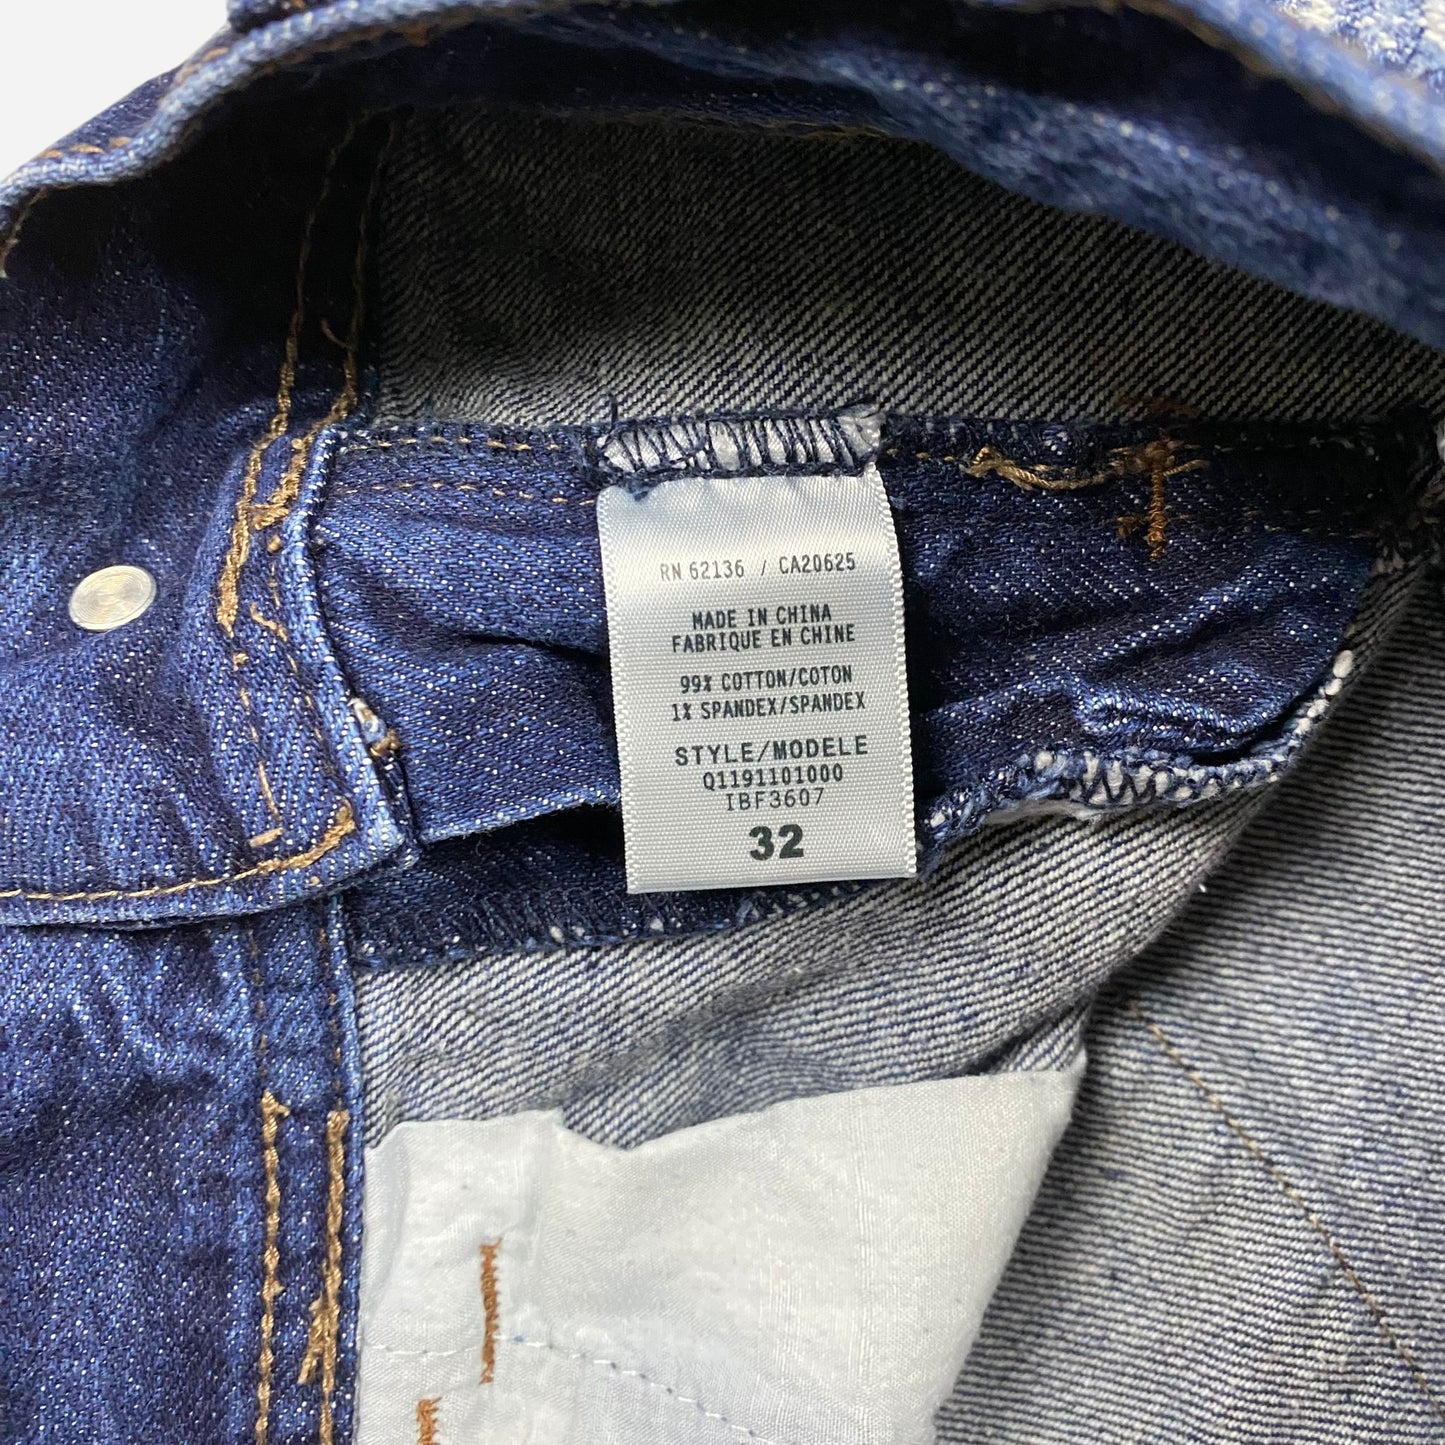 RN 62136 / CA20625
MADE IN CHINA
FABRIQUE EN CHINE
99% COTTON/COTON
1% SPANDEX/SPANDEX
STYLE/MODELE
Q1191101000
IBF3607
32